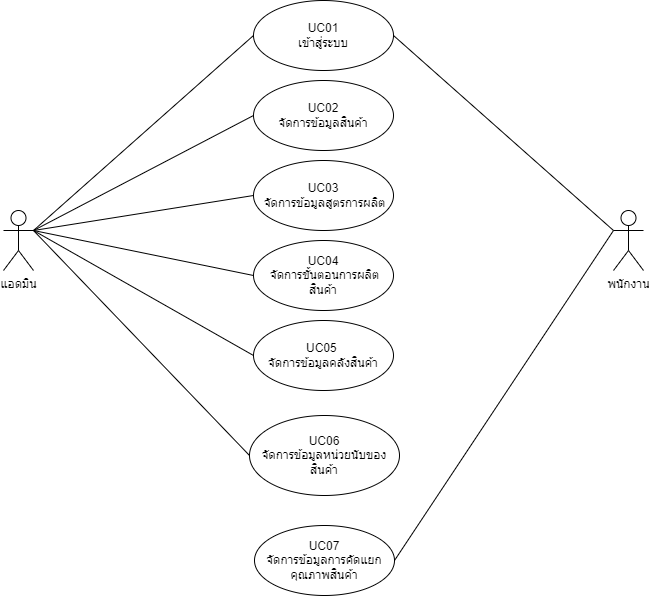 UC01
เข้าสู่ระบบ
UC02
จัดการข้อมูลสินค้า
UC03
จัดการข้อมูลสูตรการผลิต
UC04
จัดการขั้นตอนการผลิต
สินค้า
แอดมิน
พนักงาน
UC05
จัดการข้อมูลคลังสินค้า
UC06
จัดการข้อมูลหน่วยนับของ
สินค้า
UC07
จัดการข้อมูลการคัดแยก
คุณภาพสินค้า